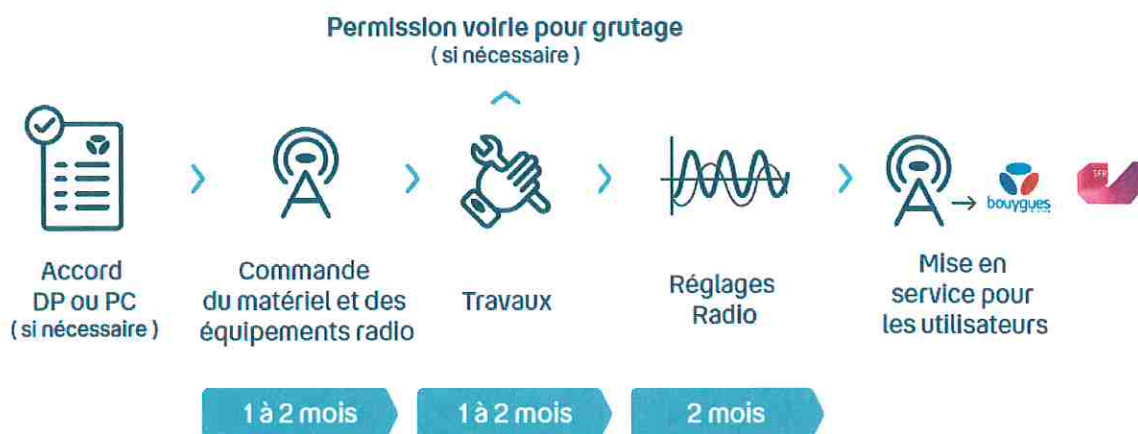 Permission voirie pour grutage
( si nécessaire )
Accord
DP ou PC
( si nécessaire )
Commande
du matériel et des
équipements radio
Travaux
Réglages
Radio
bouygues
SFR
Mise en
service pour
les utilisateurs
1 à 2 mois
1 à 2 mois
2 mois